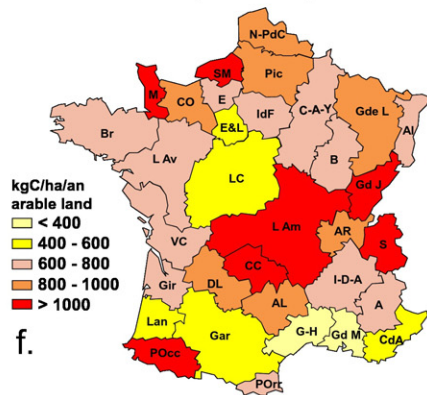 N-PdC
SM
Pic
M
CO
E
C-A-Y
Gde L
IdF
Al
E&L
Br
L Av
B
LC
Gd J
kgC/ha/an
arable land
< 400
400 - 600
600 - 800
800 - 1000
> 1000
L Am
AR
S
VC
CC
I-D-A
Gir
DL
AL
A
Lan
Gar
G-H
Gd M
CdA
f.
POcc
POrr